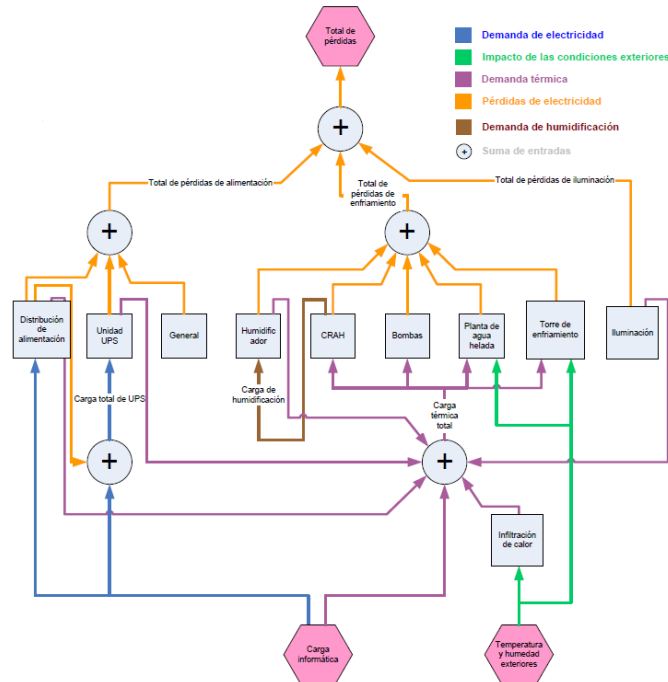 Total de
pérdidas
Demanda de electricidad
Impacto de las condiciones exteriores
Demanda térmica
Pérdidas de electricidad
Demanda de humidificación
+ Suma de entradas
+
Total de pérdidas de alimentación
Total de
pérdidas de
enfriamiento
Total de pérdidas de iluminación
+
+
Distribución
de
alimentación
Unidad
UPS
General
Humidific
ador
CRAH
Bombas
Planta de
agua
helada
Torre de
enfriamiento
Iluminación
Carga total de UPS
Carga de
humidificación
Carga
térmica
total
+
+
Infiltración
de calor
Carga
informática
Temperatura
y humedad
exteriores